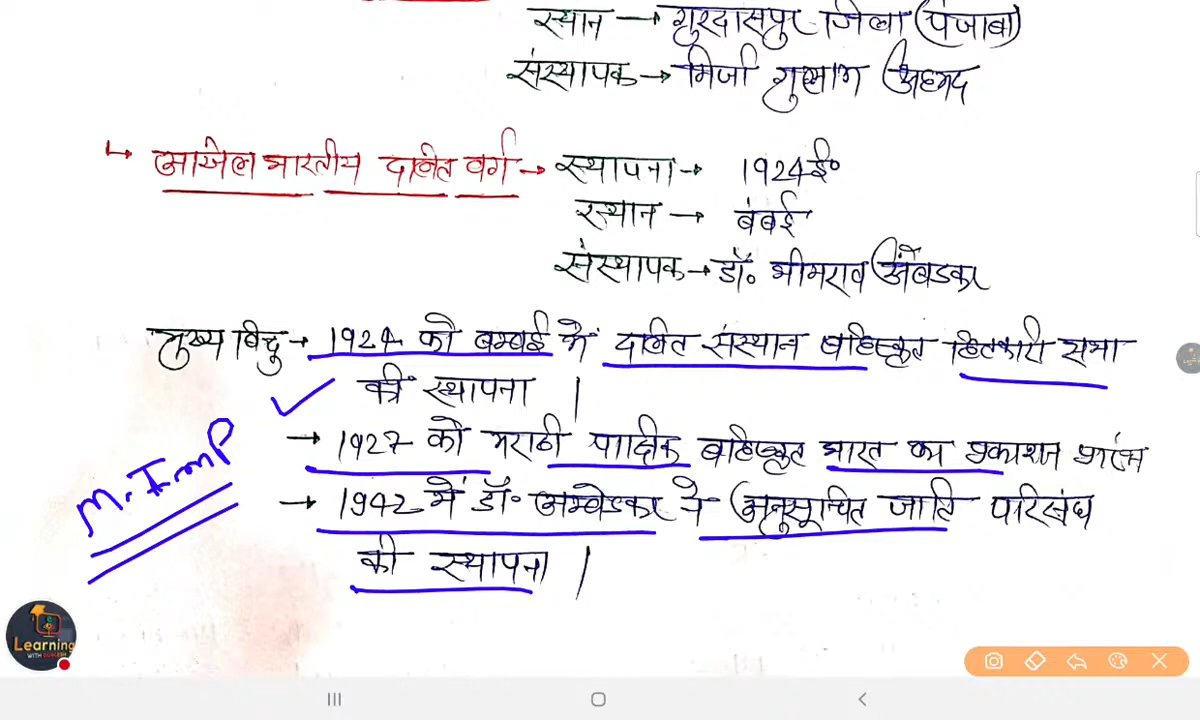 स्थान → गुरदासपुर जिला (पंजाब)
संस्थापक → मिर्जा गुलाम अहमद
↳ अखिल भारतीय दलित वर्ग → स्थापना → 1924 ई०
स्थान → बंबई
संस्थापक → डॉ० भीमराव अंबेडकर
मुख्य बिंदु → 1924 को बम्बई में दलित संस्थान बहिष्कृत हितकारी सभा
की स्थापना |
→ 1927 को मराठी पाक्षिक बहिष्कृत भारत का प्रकाशन प्रारंभ
M. Imp
→ 1942 में डॉ० अम्बेडकर ने अनुसूचित जाति परिसंघ
की स्थापना |
Learning